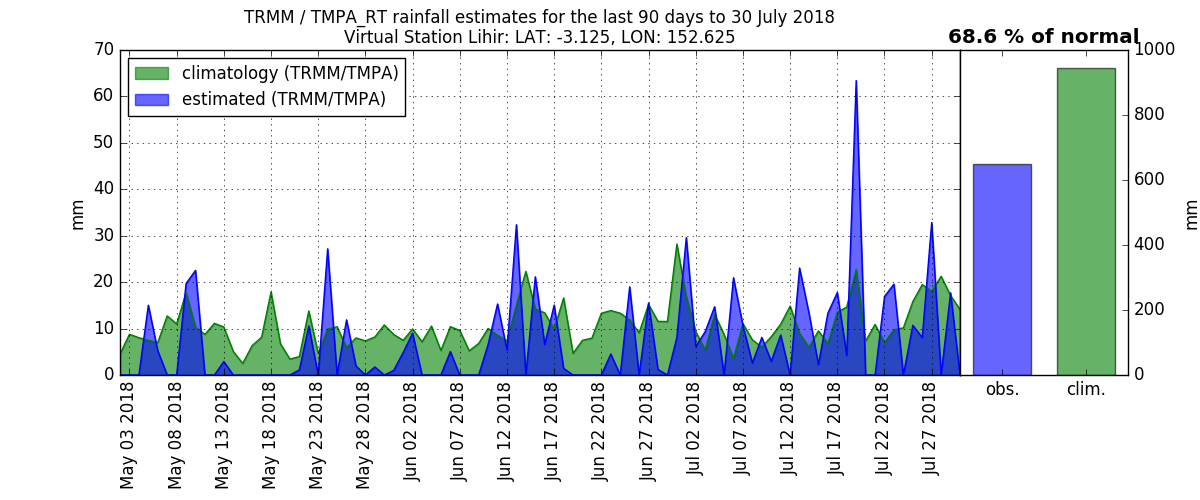 TRMM / TMPA_RT rainfall estimates for the last 90 days to 30 July 2018
Virtual Station Lihir: LAT: -3.125, LON: 152.625
68.6 % of normal
climatology (TRMM/TMPA)
estimated (TRMM/TMPA)
70
60
50
40
30
20
10
0
mm
May 03 2018
May 08 2018
May 13 2018
May 18 2018
May 23 2018
May 28 2018
Jun 02 2018
Jun 07 2018
Jun 12 2018
Jun 17 2018
Jun 22 2018
Jun 27 2018
Jul 02 2018
Jul 07 2018
Jul 12 2018
Jul 17 2018
Jul 22 2018
Jul 27 2018
obs.
clim.
1000
800
600
400
200
0
mm